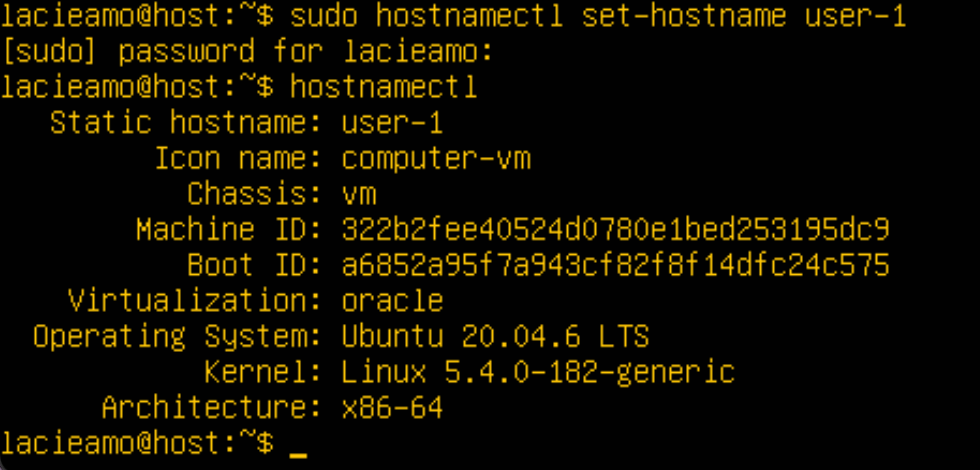 lacieamo@host:~$ sudo hostnamectl set-hostname user-1
[sudo] password for lacieamo:
lacieamo@host:~$ hostnamectl
Static hostname: user-1
Icon name: computer-vm
Chassis: vm
Machine ID: 322b2fee40524d0780e1bed253195dc9
Boot ID: a6852a95f7a943cf82f8f14dfc24c575
Virtualization: oracle
Operating System: Ubuntu 20.04.6 LTS
Kernel: Linux 5.4.0-182-generic
Architecture: x86-64
lacieamo@host:~$ _